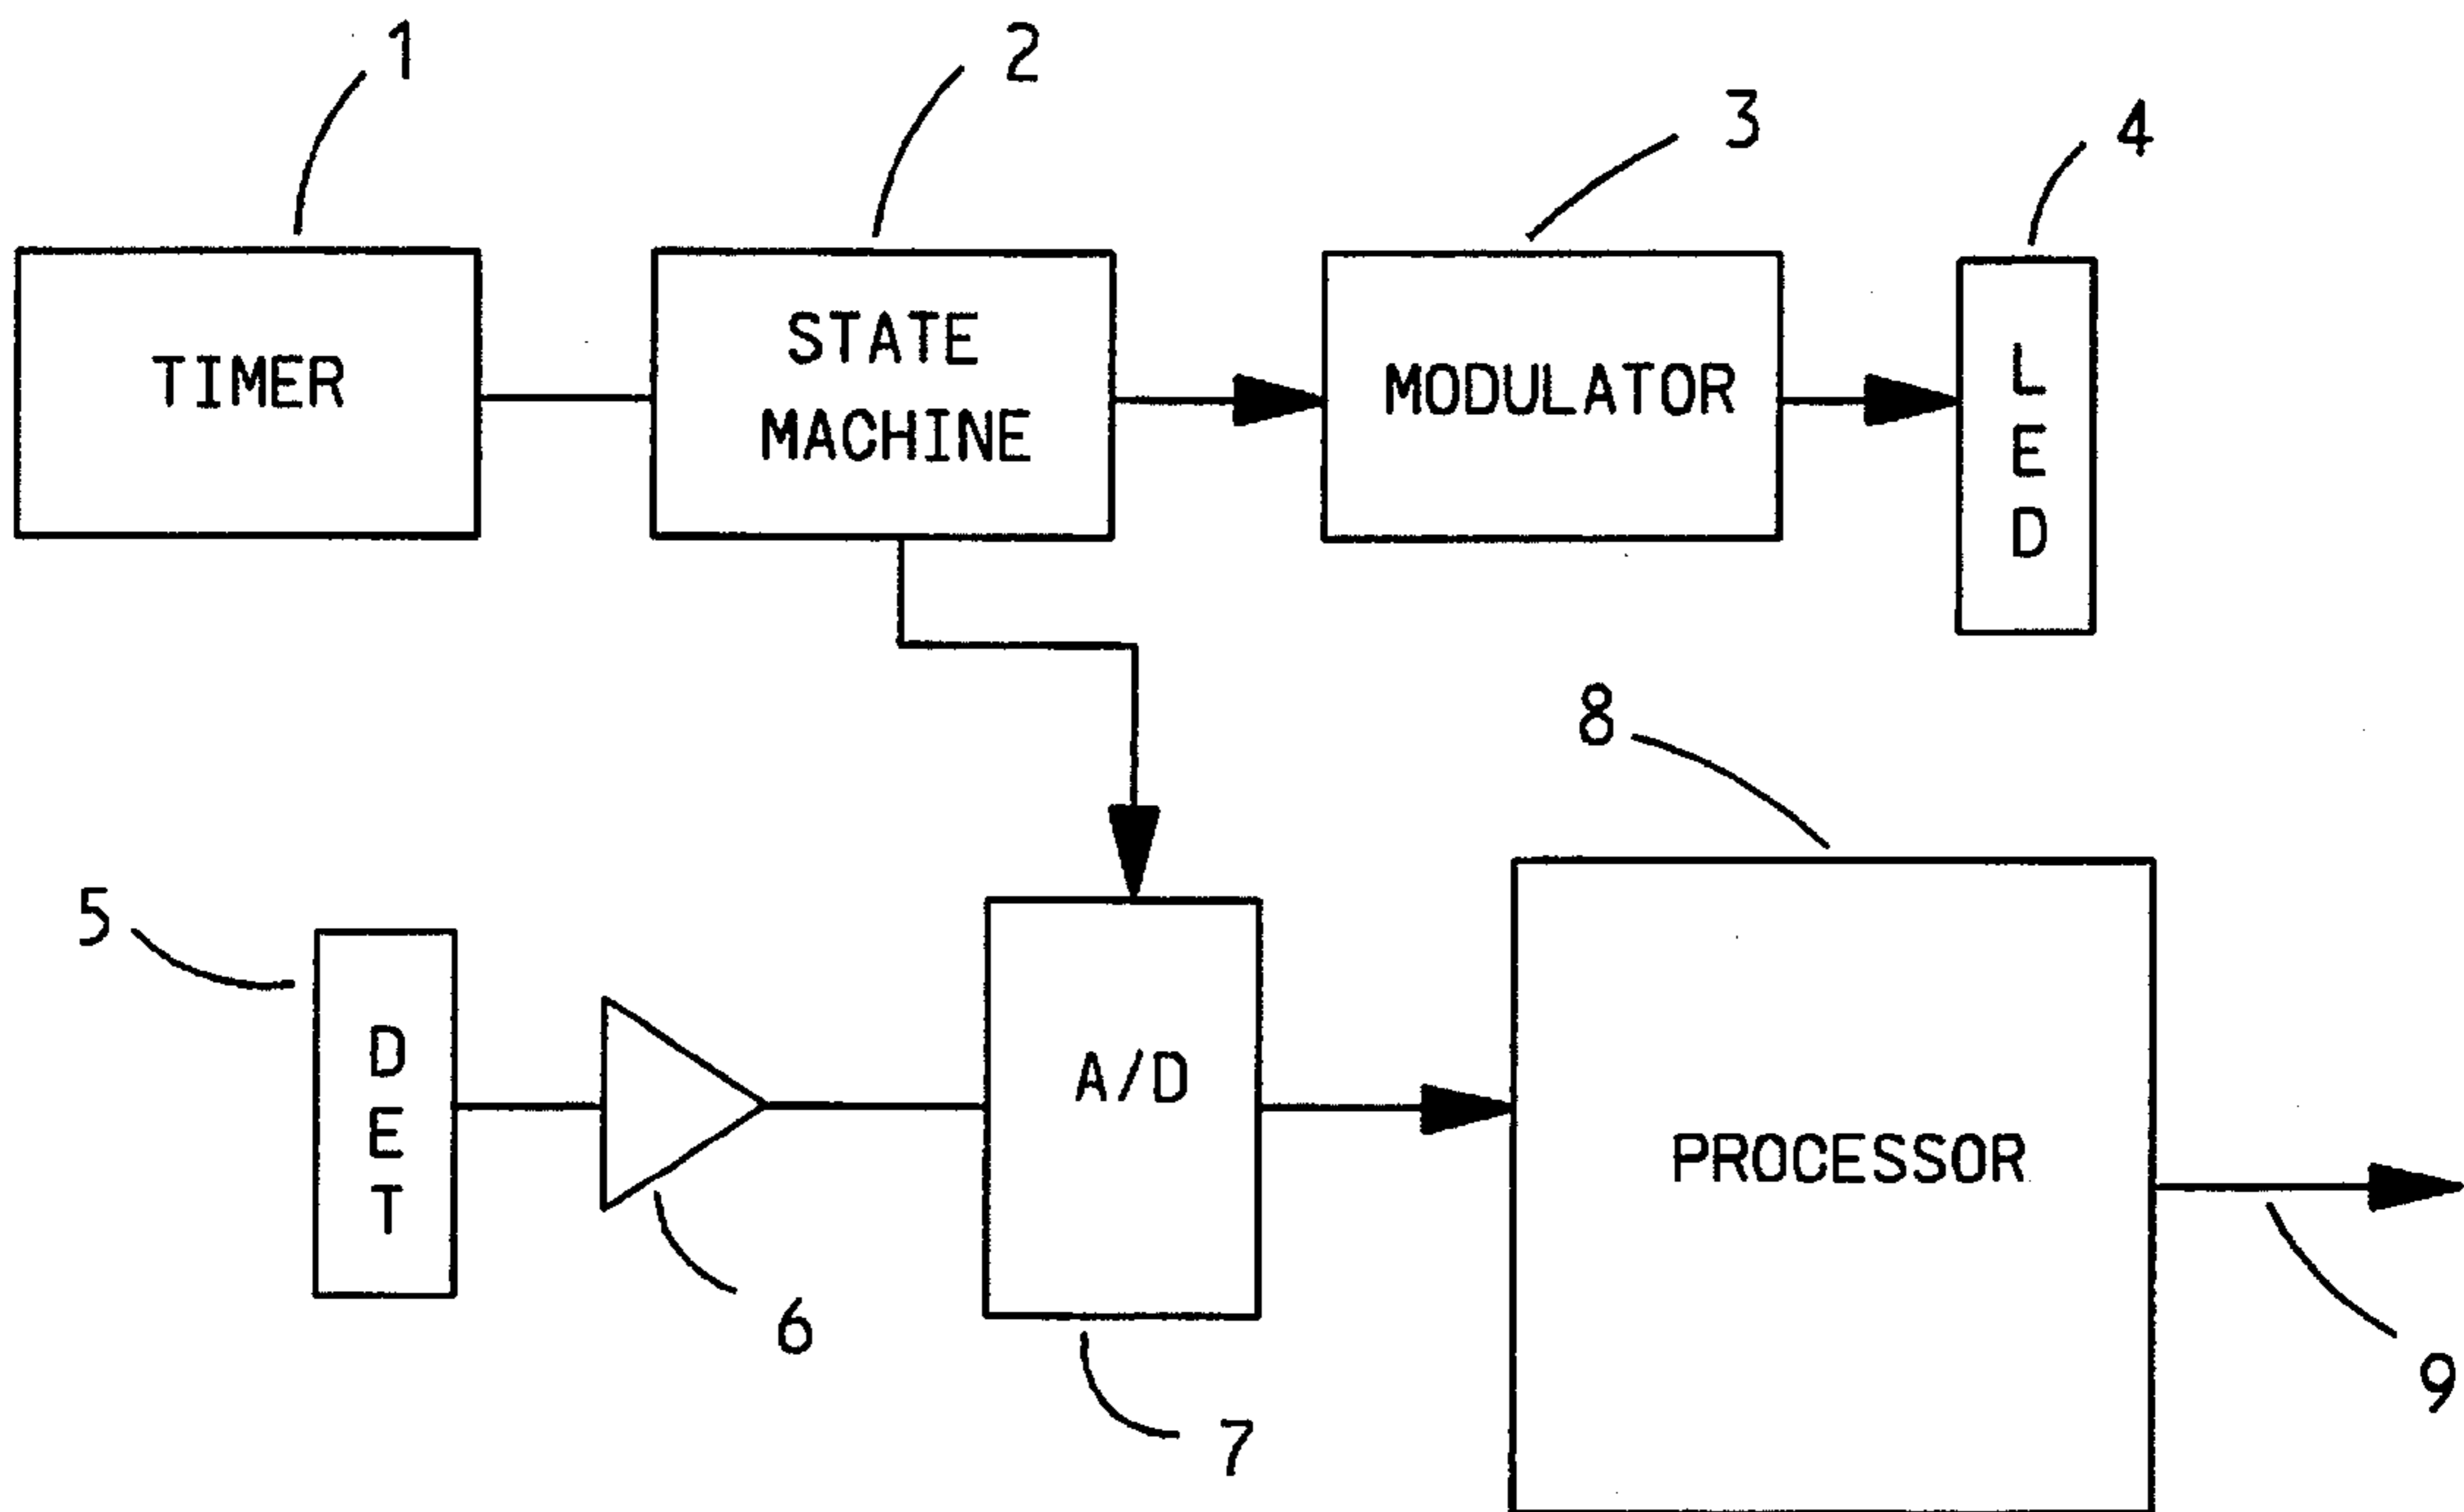 1
2
3
4
TIMER
STATE
MACHINE
MODULATOR
L
E
D
5
8
D
E
T
A/D
PROCESSOR
6
7
9